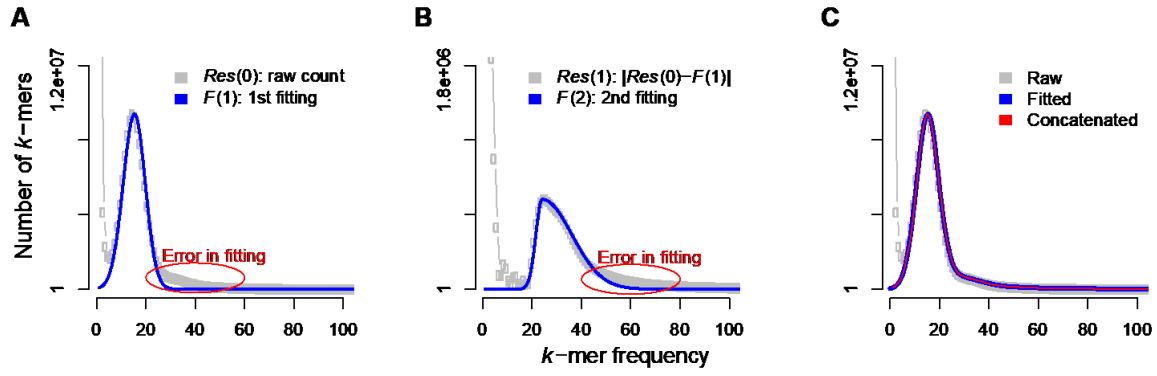 A
Number of k−mers
1.2e+07
1
Res(0): raw count
F(1): 1st fitting
Error in fitting
0 20 40 60 80 100
B
1.8e+06
1
Res(1): |Res(0)−F(1)|
F(2): 2nd fitting
Error in fitting
0 20 40 60 80 100
k−mer frequency
C
1.2e+07
1
Raw
Fitted
Concatenated
0 20 40 60 80 100